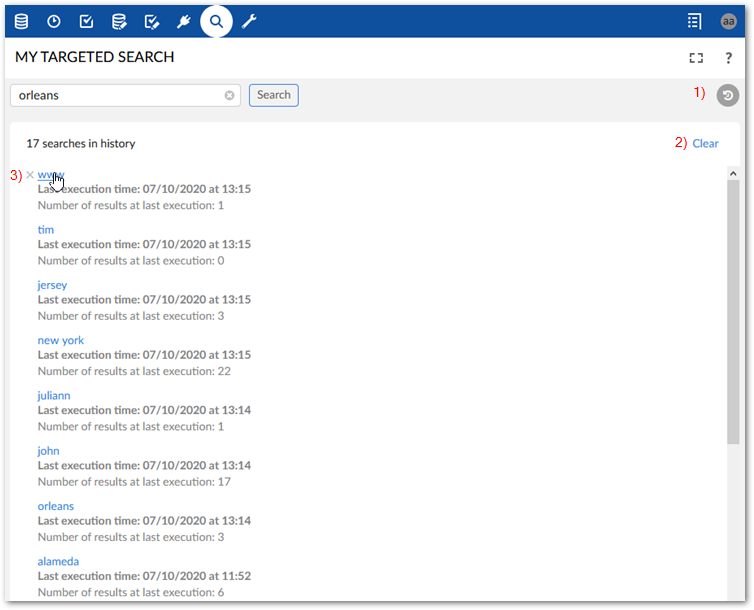 aa
MY TARGETED SEARCH
?
orleans
Search
1)
17 searches in history
2) Clear
3) www
Last execution time: 07/10/2020 at 13:15
Number of results at last execution: 1
tim
Last execution time: 07/10/2020 at 13:15
Number of results at last execution: 0
jersey
Last execution time: 07/10/2020 at 13:15
Number of results at last execution: 3
new york
Last execution time: 07/10/2020 at 13:15
Number of results at last execution: 22
juliann
Last execution time: 07/10/2020 at 13:14
Number of results at last execution: 1
john
Last execution time: 07/10/2020 at 13:14
Number of results at last execution: 17
orleans
Last execution time: 07/10/2020 at 13:14
Number of results at last execution: 3
alameda
Last execution time: 07/10/2020 at 11:52
Number of results at last execution: 6